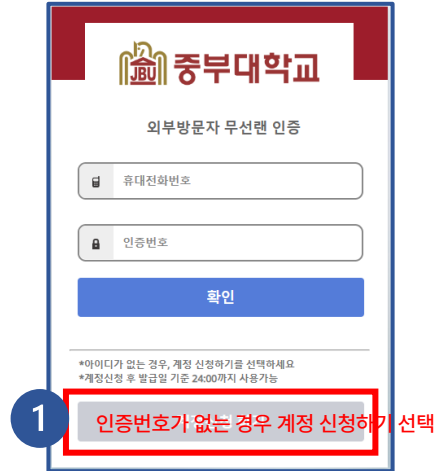 JBU 중부대학교
외부방문자 무선랜 인증
휴대전화번호
인증번호
확인
*아이디가 없는 경우, 계정 신청하기를 선택하세요
*계정신청 후 발급일 기준 24:00까지 사용가능
1 인증번호가 없는 경우 계정 신청하기 선택